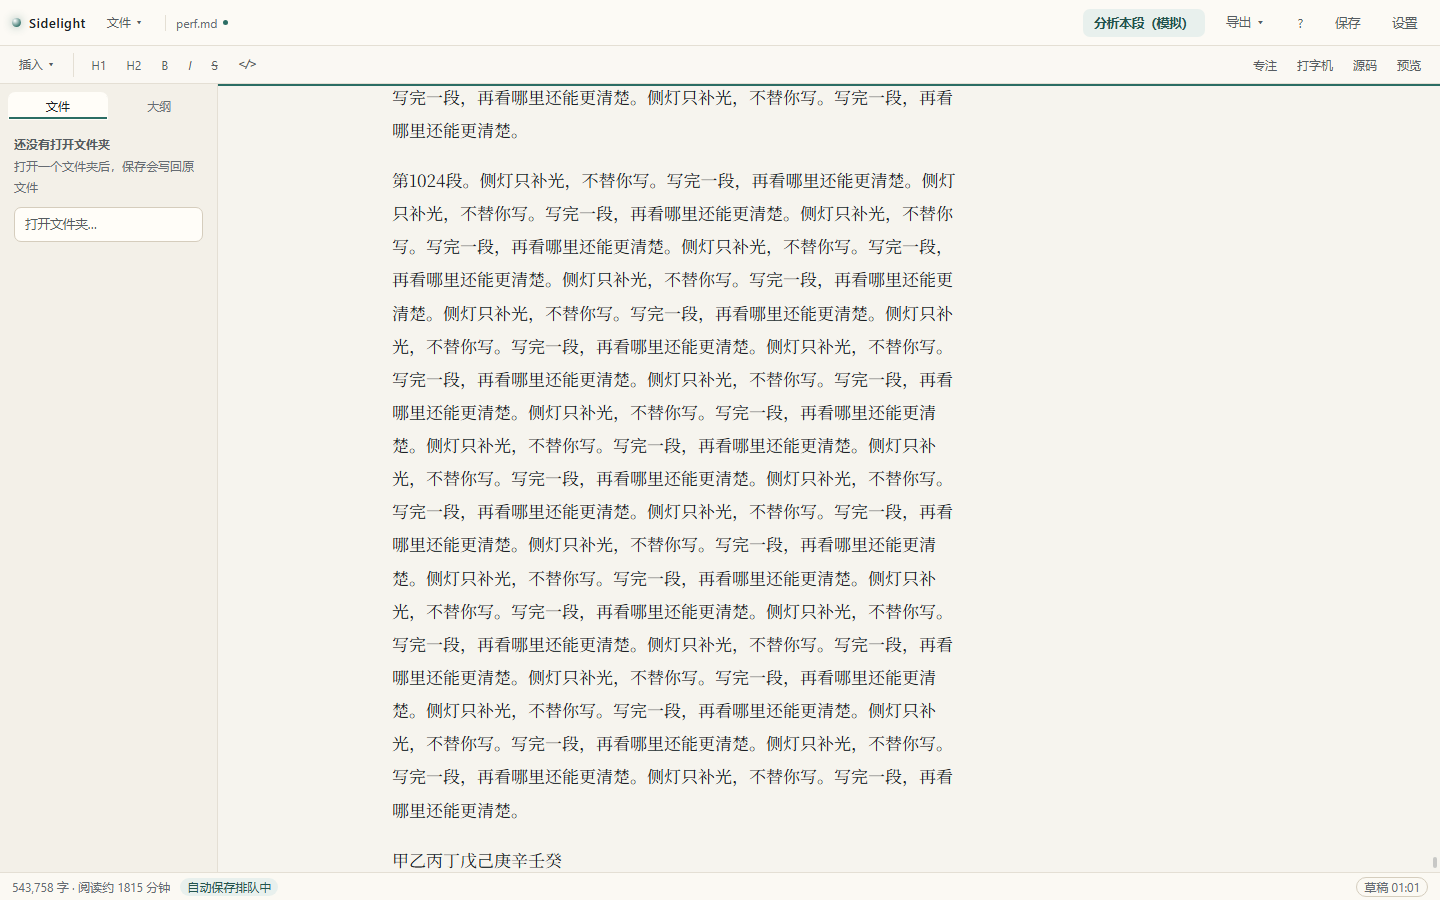 Sidelight 文件 perf.md 分析本段（模拟） 导出 ? 保存 设置
插入 H1 H2 B I S </> 专注 打字机 源码 预览
文件 大纲
还没有打开文件夹
打开一个文件夹后，保存会写回原
文件
打开文件夹...
写完一段，再看哪里还能更清楚。侧灯只补光，不替你写。写完一段，再看
哪里还能更清楚。
第1024段。侧灯只补光，不替你写。写完一段，再看哪里还能更清楚。侧灯
只补光，不替你写。写完一段，再看哪里还能更清楚。侧灯只补光，不替你
写。写完一段，再看哪里还能更清楚。侧灯只补光，不替你写。写完一段，
再看哪里还能更清楚。侧灯只补光，不替你写。写完一段，再看哪里还能更
清楚。侧灯只补光，不替你写。写完一段，再看哪里还能更清楚。侧灯只补
光，不替你写。写完一段，再看哪里还能更清楚。侧灯只补光，不替你写。
写完一段，再看哪里还能更清楚。侧灯只补光，不替你写。写完一段，再看
哪里还能更清楚。侧灯只补光，不替你写。写完一段，再看哪里还能更清
楚。侧灯只补光，不替你写。写完一段，再看哪里还能更清楚。侧灯只补
光，不替你写。写完一段，再看哪里还能更清楚。侧灯只补光，不替你写。
写完一段，再看哪里还能更清楚。侧灯只补光，不替你写。写完一段，再看
哪里还能更清楚。侧灯只补光，不替你写。写完一段，再看哪里还能更清
楚。侧灯只补光，不替你写。写完一段，再看哪里还能更清楚。侧灯只补
光，不替你写。写完一段，再看哪里还能更清楚。侧灯只补光，不替你写。
写完一段，再看哪里还能更清楚。侧灯只补光，不替你写。写完一段，再看
哪里还能更清楚。侧灯只补光，不替你写。写完一段，再看哪里还能更清
楚。侧灯只补光，不替你写。写完一段，再看哪里还能更清楚。侧灯只补
光，不替你写。写完一段，再看哪里还能更清楚。侧灯只补光，不替你写。
写完一段，再看哪里还能更清楚。侧灯只补光，不替你写。写完一段，再看
哪里还能更清楚。
甲乙丙丁戊己庚辛壬癸
543,758 字 · 阅读约 1815 分钟 自动保存排队中 草稿 01:01